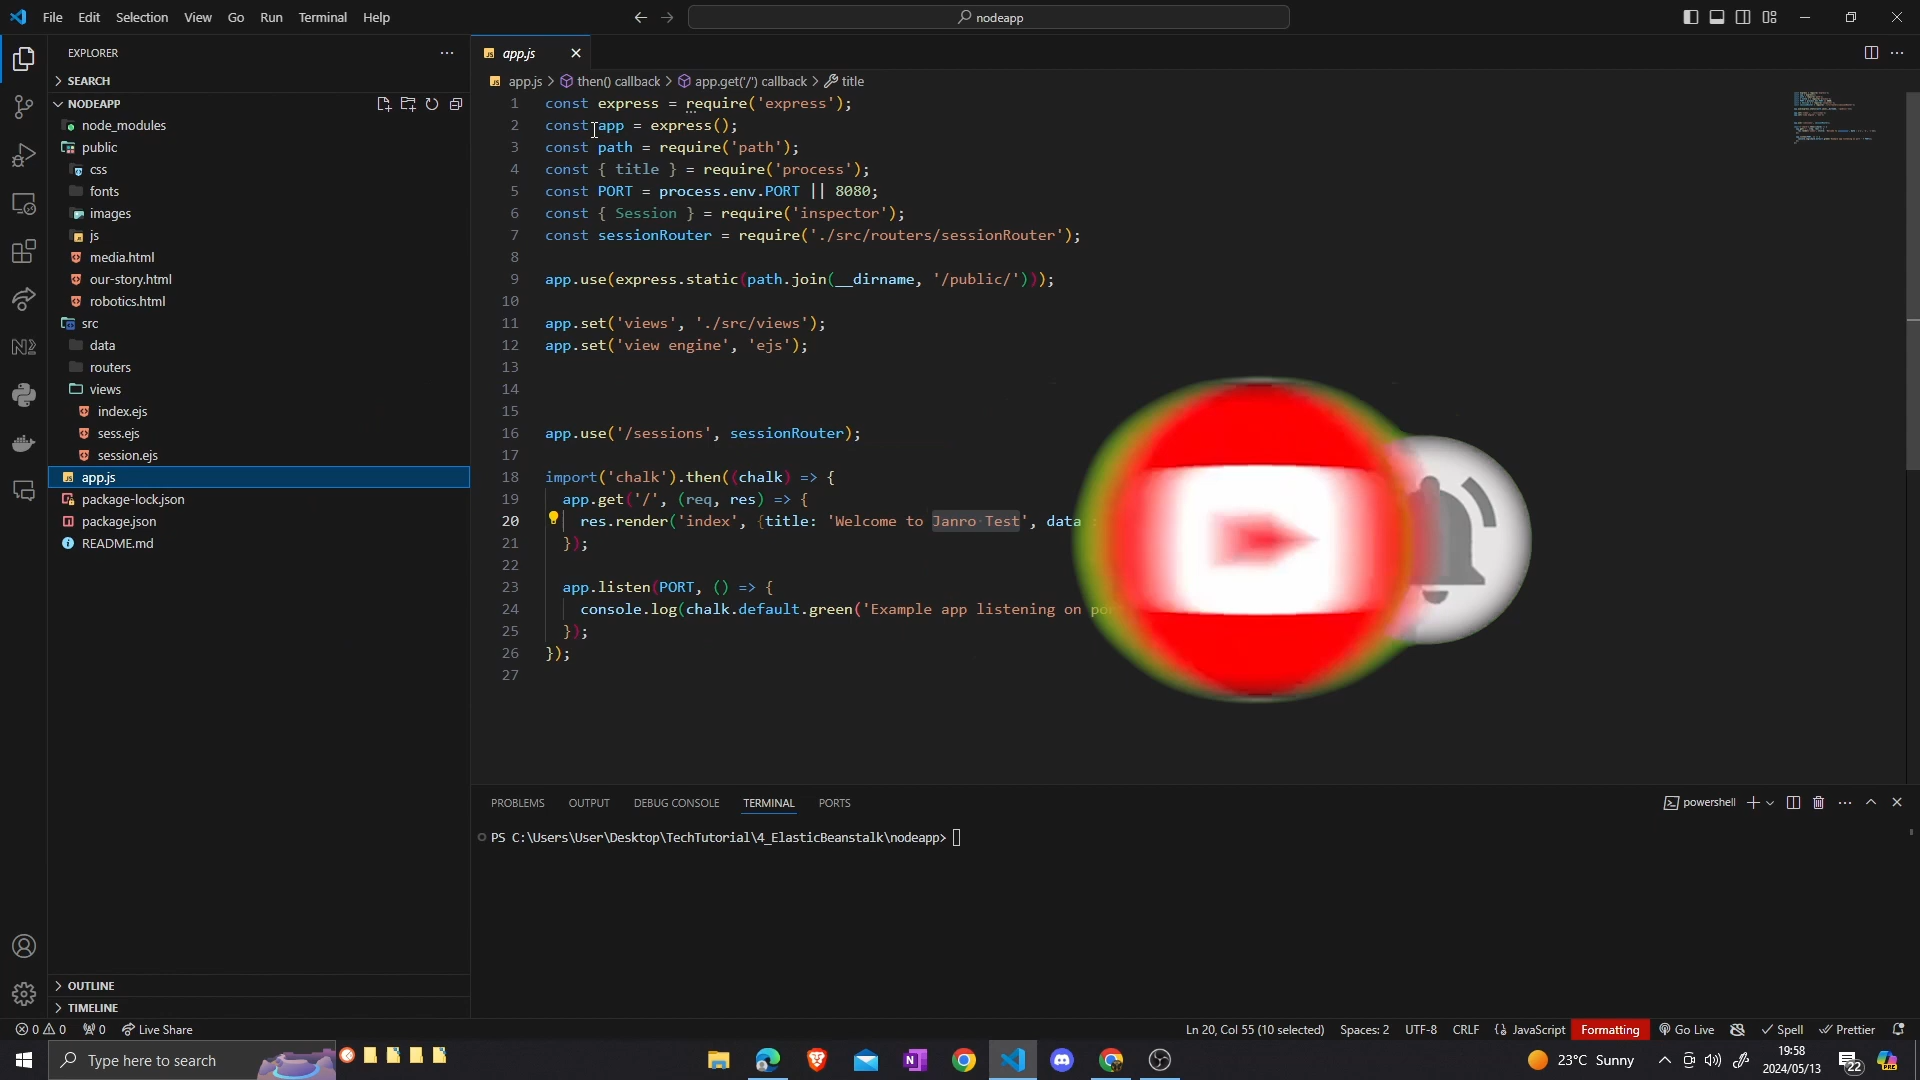 File Edit Selection View Go Run Terminal Help
nodeapp
EXPLORER
SEARCH
NODEAPP
node_modules
public
css
fonts
images
js
media.html
our-story.html
robotics.html
src
data
routers
views
index.ejs
sess.ejs
session.ejs
app.js
package-lock.json
package.json
README.md
OUTLINE
TIMELINE
app.js
app.js > then() callback > app.get('/') callback > title
1 const express = require('express');
2 const app = express();
3 const path = require('path');
4 const { title } = require('process');
5 const PORT = process.env.PORT || 8080;
6 const { Session } = require('inspector');
7 const sessionRouter = require('./src/routers/sessionRouter');
8
9 app.use(express.static(path.join(__dirname, '/public/')));
10
11 app.set('views', './src/views');
12 app.set('view engine', 'ejs');
13
14
15
16 app.use('/sessions', sessionRouter);
17
18 import('chalk').then((chalk) => {
19 app.get('/', (req, res) => {
20 res.render('index', {title: 'Welcome to Janro Test', data :
21 });
22
23 app.listen(PORT, () => {
24 console.log(chalk.default.green('Example app listening on
25 });
26 });
27
PROBLEMS OUTPUT DEBUG CONSOLE TERMINAL PORTS
powershell
PS C:\Users\User\Desktop\TechTutorial\4_ElasticBeanstalk\nodeapp>
0 0 0 Live Share
Ln 20, Col 55 (10 selected) Spaces: 2 UTF-8 CRLF JavaScript Formatting Go Live Spell Prettier
Type here to search
23°C Sunny
19:58
2024/05/13
22